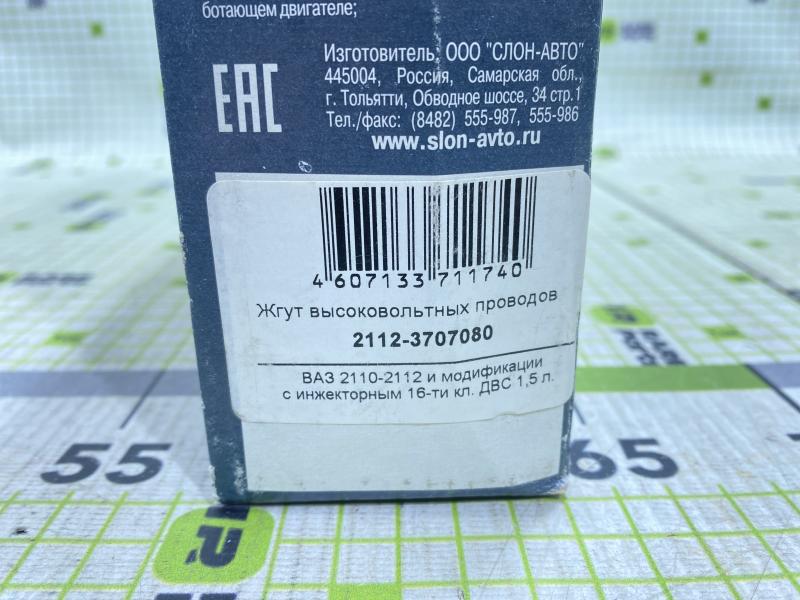 ботающем двигателе;
EAC
Изготовитель: ООО "СЛОН-АВТО"
445004, Россия, Самарская обл.,
г. Тольятти, Обводное шоссе, 34 стр.1
Тел./факс: (8482) 555-987, 555-986
www.slon-avto.ru
4 607133 711740
Жгут высоковольтных проводов
2112-3707080
ВАЗ 2110-2112 и модификации
с инжекторным 16-ти кл. ДВС 1,5 л.
55
65